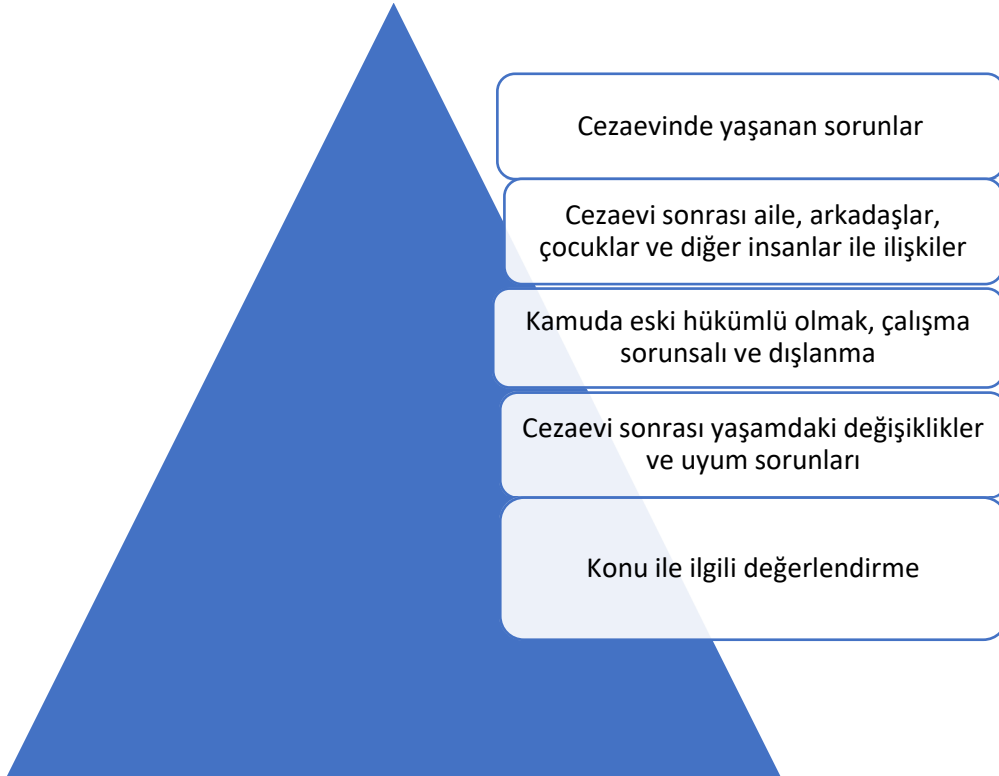 Cezaevinde yaşanan sorunlar
Cezaevi sonrası aile, arkadaşlar,
çocuklar ve diğer insanlar ile ilişkiler
Kamuda eski hükümlü olmak, çalışma
sorunsalı ve dışlanma
Cezaevi sonrası yaşamdaki değişiklikler
ve uyum sorunları
Konu ile ilgili değerlendirme